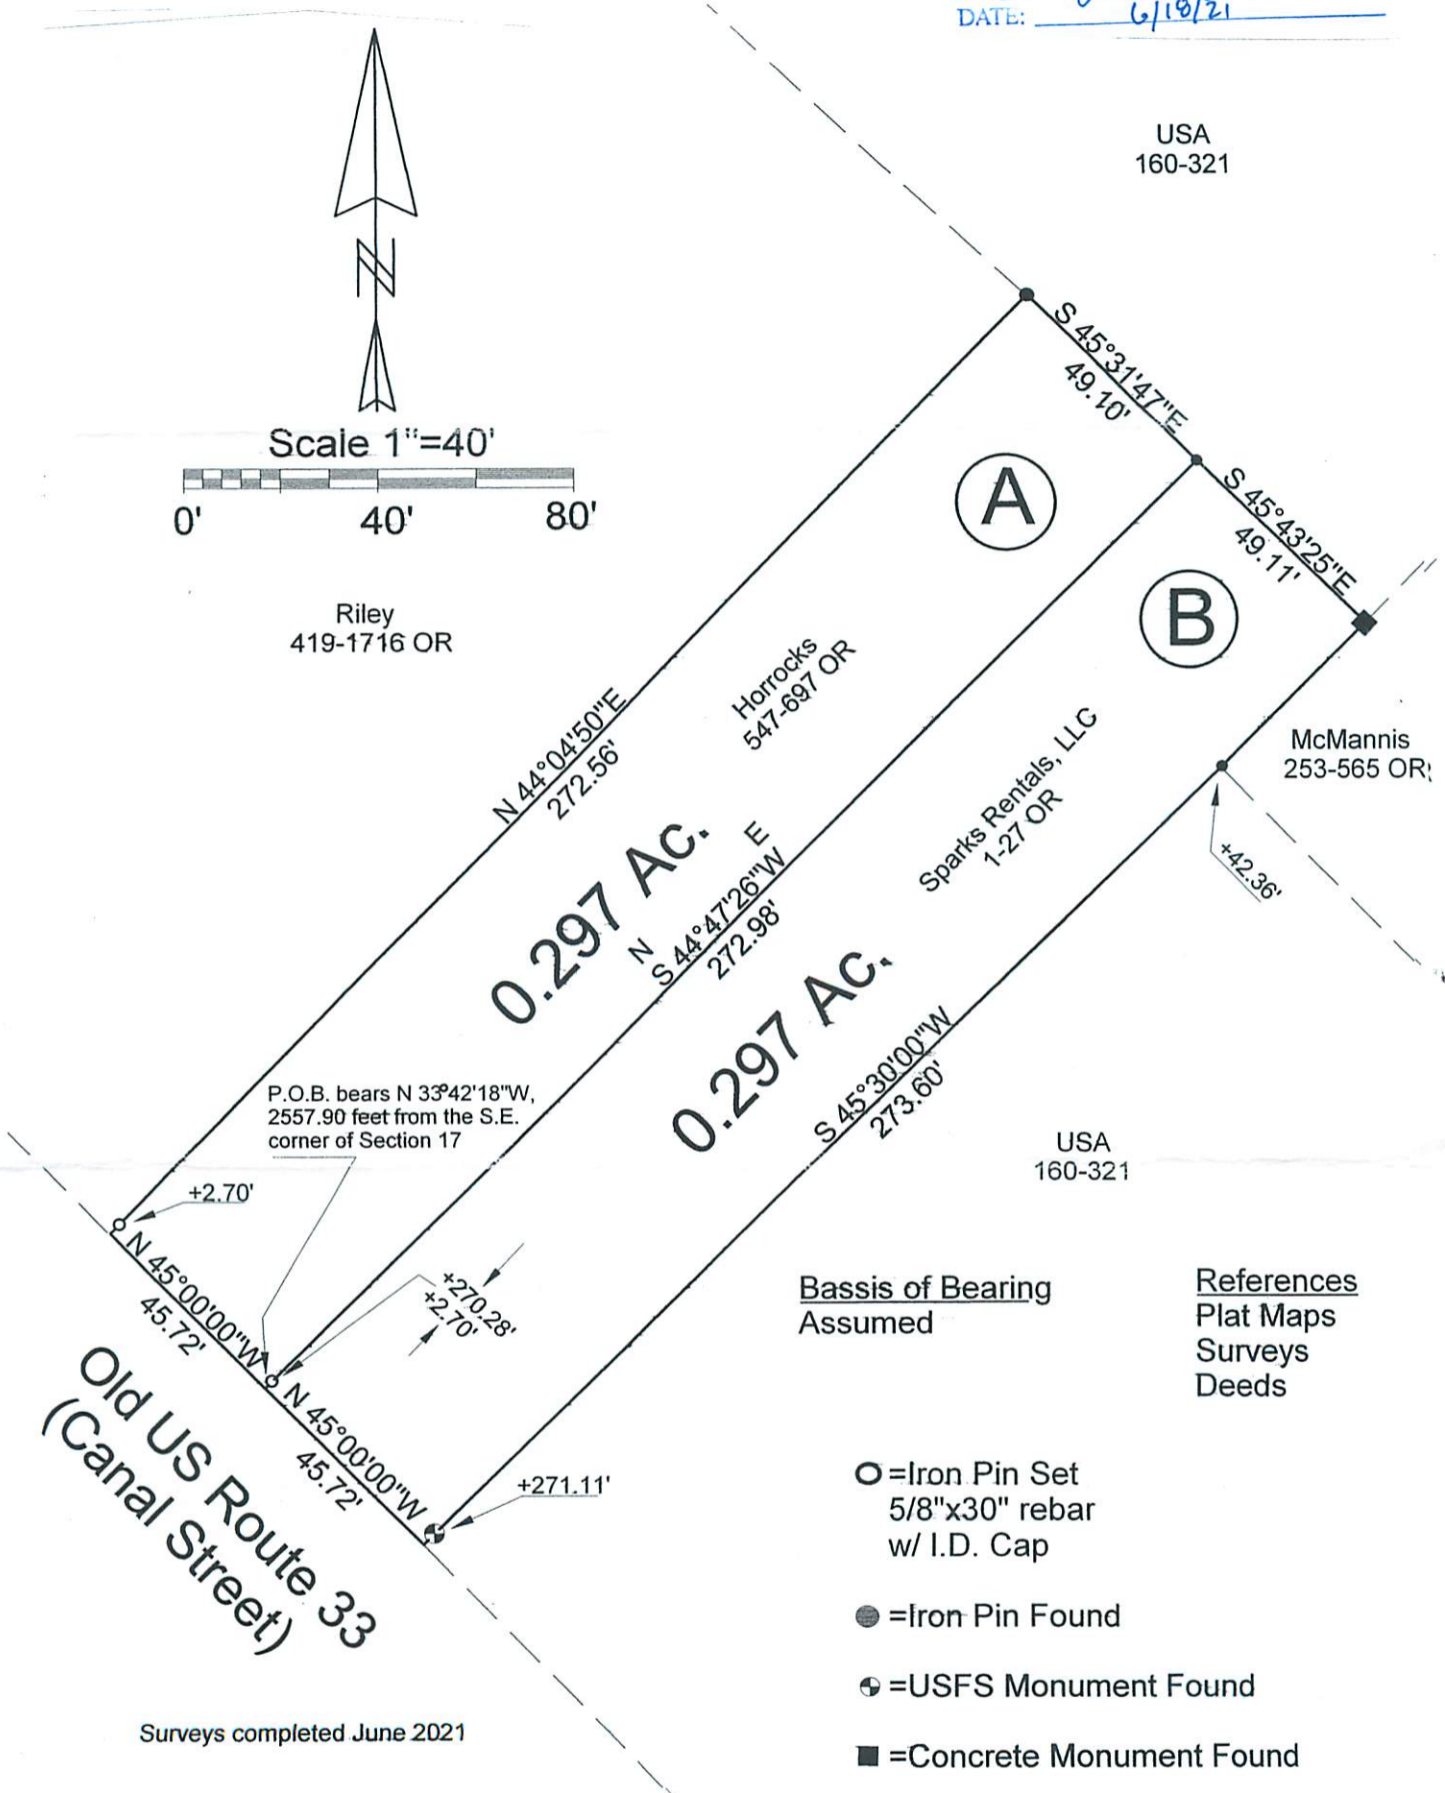 DATE: 6/18/21
USA
160-321
N
Scale 1"=40'
0' 40' 80'
S 45°31'47"E
49.10'
A
S 45°43'25"E
49.11'
B
Riley
419-1716 OR
Horrocks
547-697 OR
N 44°04'50"E
272.56'
McMannis
253-565 OR
Sparks Rentals, LLC
1-27 OR
+42.36'
0.297 Ac.
N E
S 44°47'26"W
272.98'
0.297 Ac.
S 45°30'00"W
273.60'
P.O.B. bears N 33°42'18"W,
2557.90 feet from the S.E.
corner of Section 17
USA
160-321
+2.70'
N 45°00'00"W
45.72'
+270.28'
+2.70'
N 45°00'00"W
45.72'
+271.11'
Old US Route 33
(Canal Street)
Bassis of Bearing
Assumed
References
Plat Maps
Surveys
Deeds
=Iron Pin Set
5/8"x30" rebar
w/ I.D. Cap
=Iron Pin Found
=USFS Monument Found
=Concrete Monument Found
Surveys completed June 2021